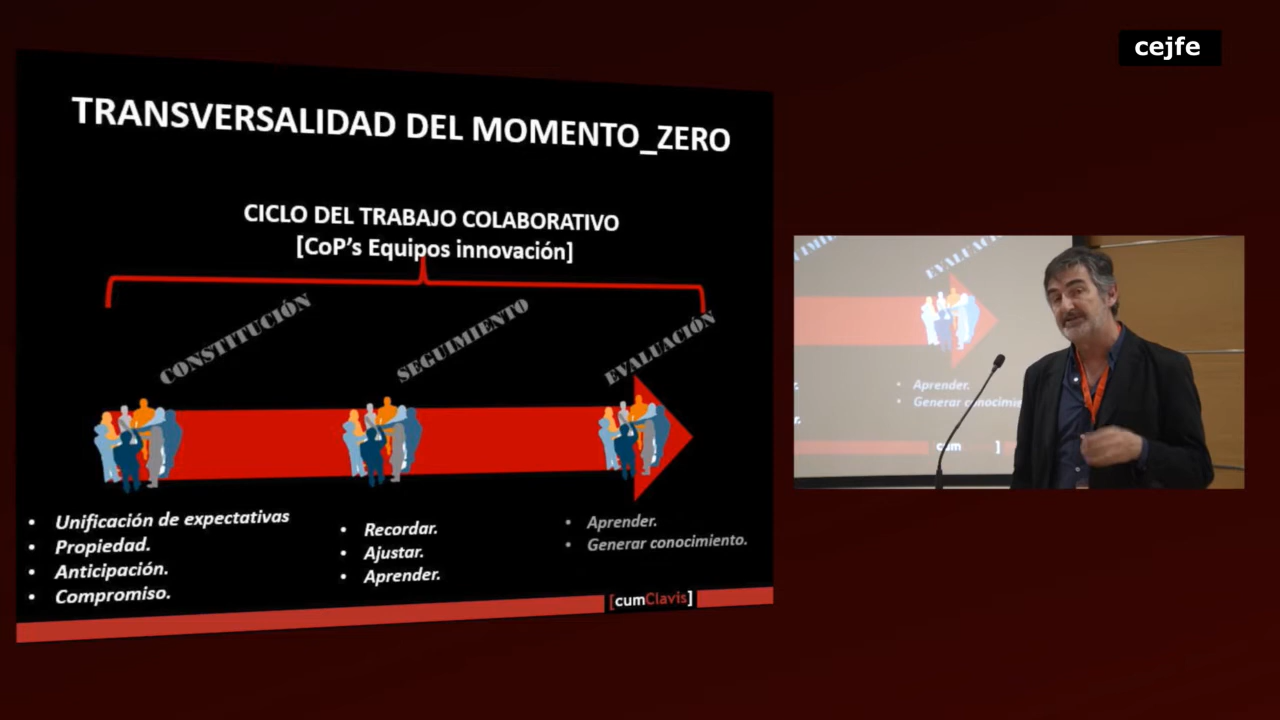 cejfe
TRANSVERSALIDAD DEL MOMENTO_ZERO
CICLO DEL TRABAJO COLABORATIVO
[CoP's Equipos innovación]
CONSTITUCIÓN
SEGUIMIENTO
EVALUACIÓN
• Unificación de expectativas
• Propiedad.
• Anticipación.
• Compromiso.
• Recordar.
• Ajustar.
• Aprender.
• Aprender.
• Generar conocimiento.
[cumClavis]
• Aprender.
• Generar conocimie